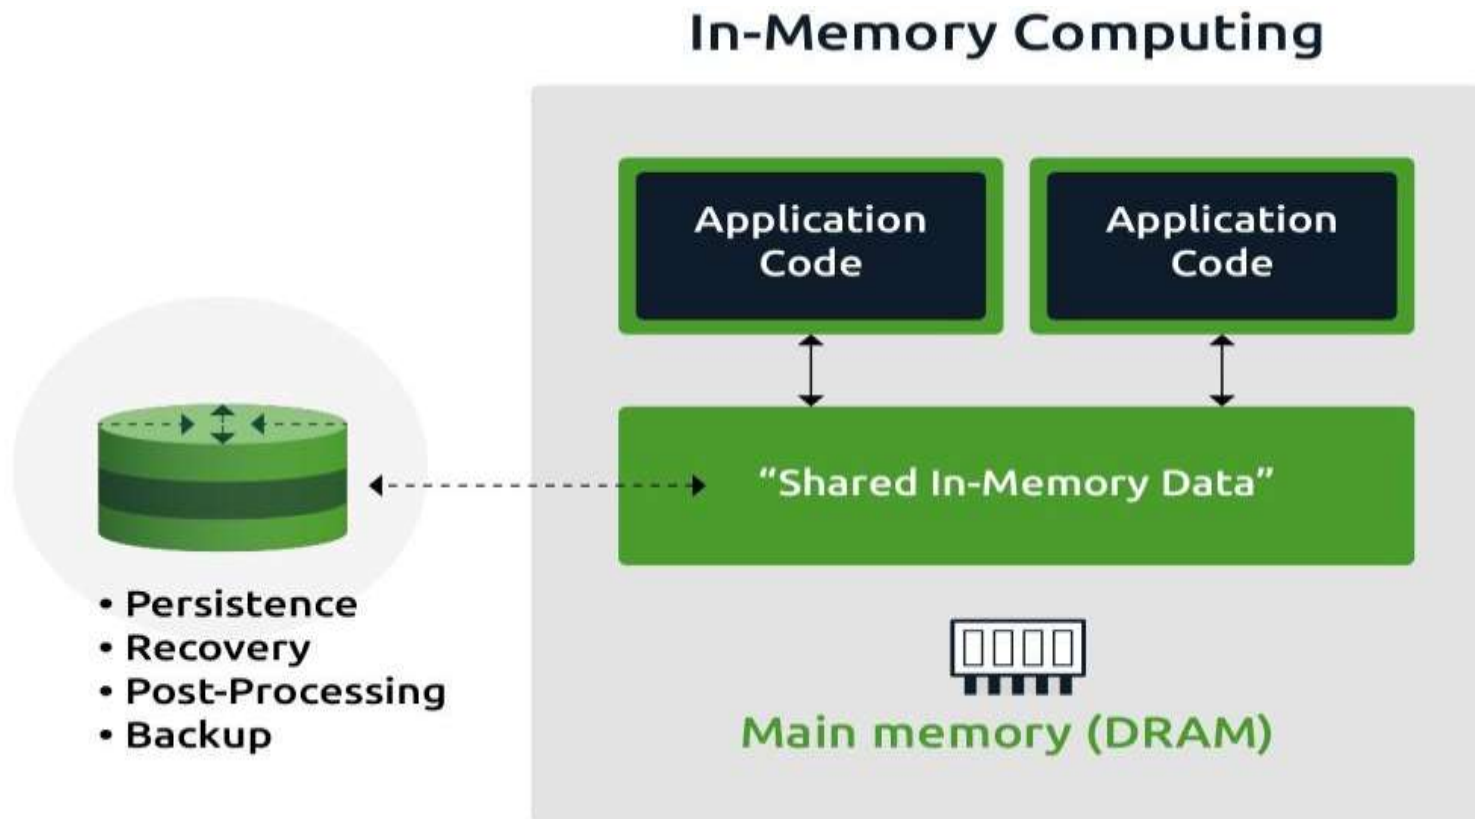 In-Memory Computing
Application
Code
Application
Code
“Shared In-Memory Data”
• Persistence
• Recovery
• Post-Processing
• Backup
Main memory (DRAM)